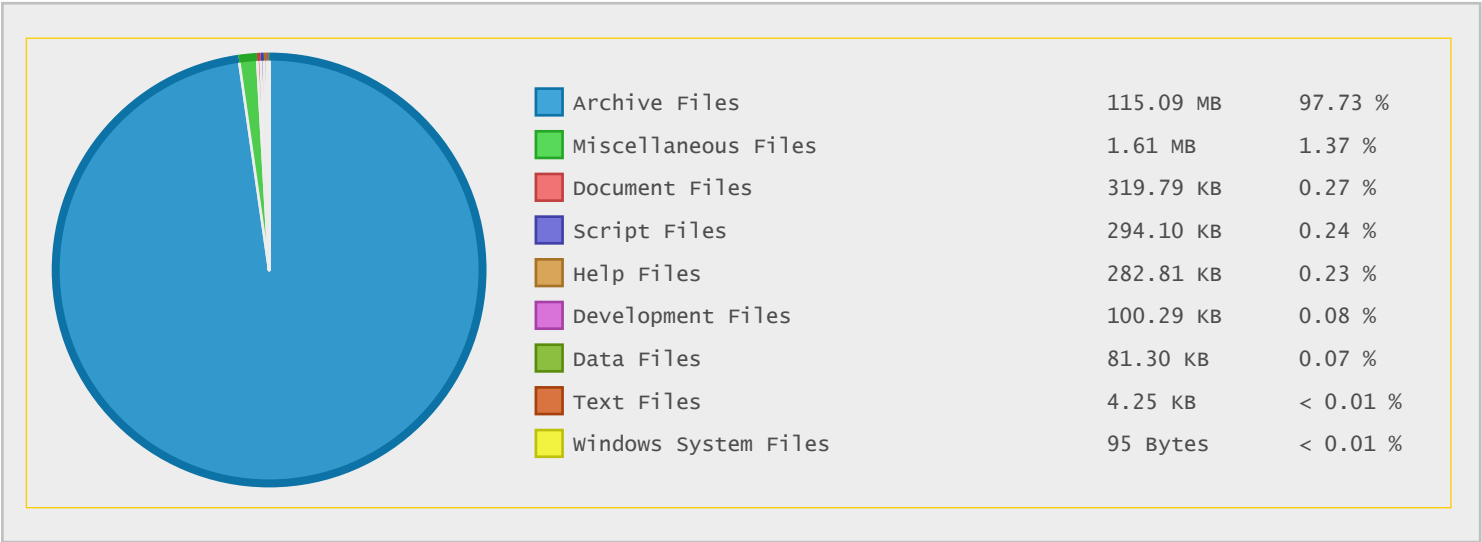 Archive Files 115.09 MB 97.73 %
Miscellaneous Files 1.61 MB 1.37 %
Document Files 319.79 KB 0.27 %
Script Files 294.10 KB 0.24 %
Help Files 282.81 KB 0.23 %
Development Files 100.29 KB 0.08 %
Data Files 81.30 KB 0.07 %
Text Files 4.25 KB < 0.01 %
Windows System Files 95 Bytes < 0.01 %